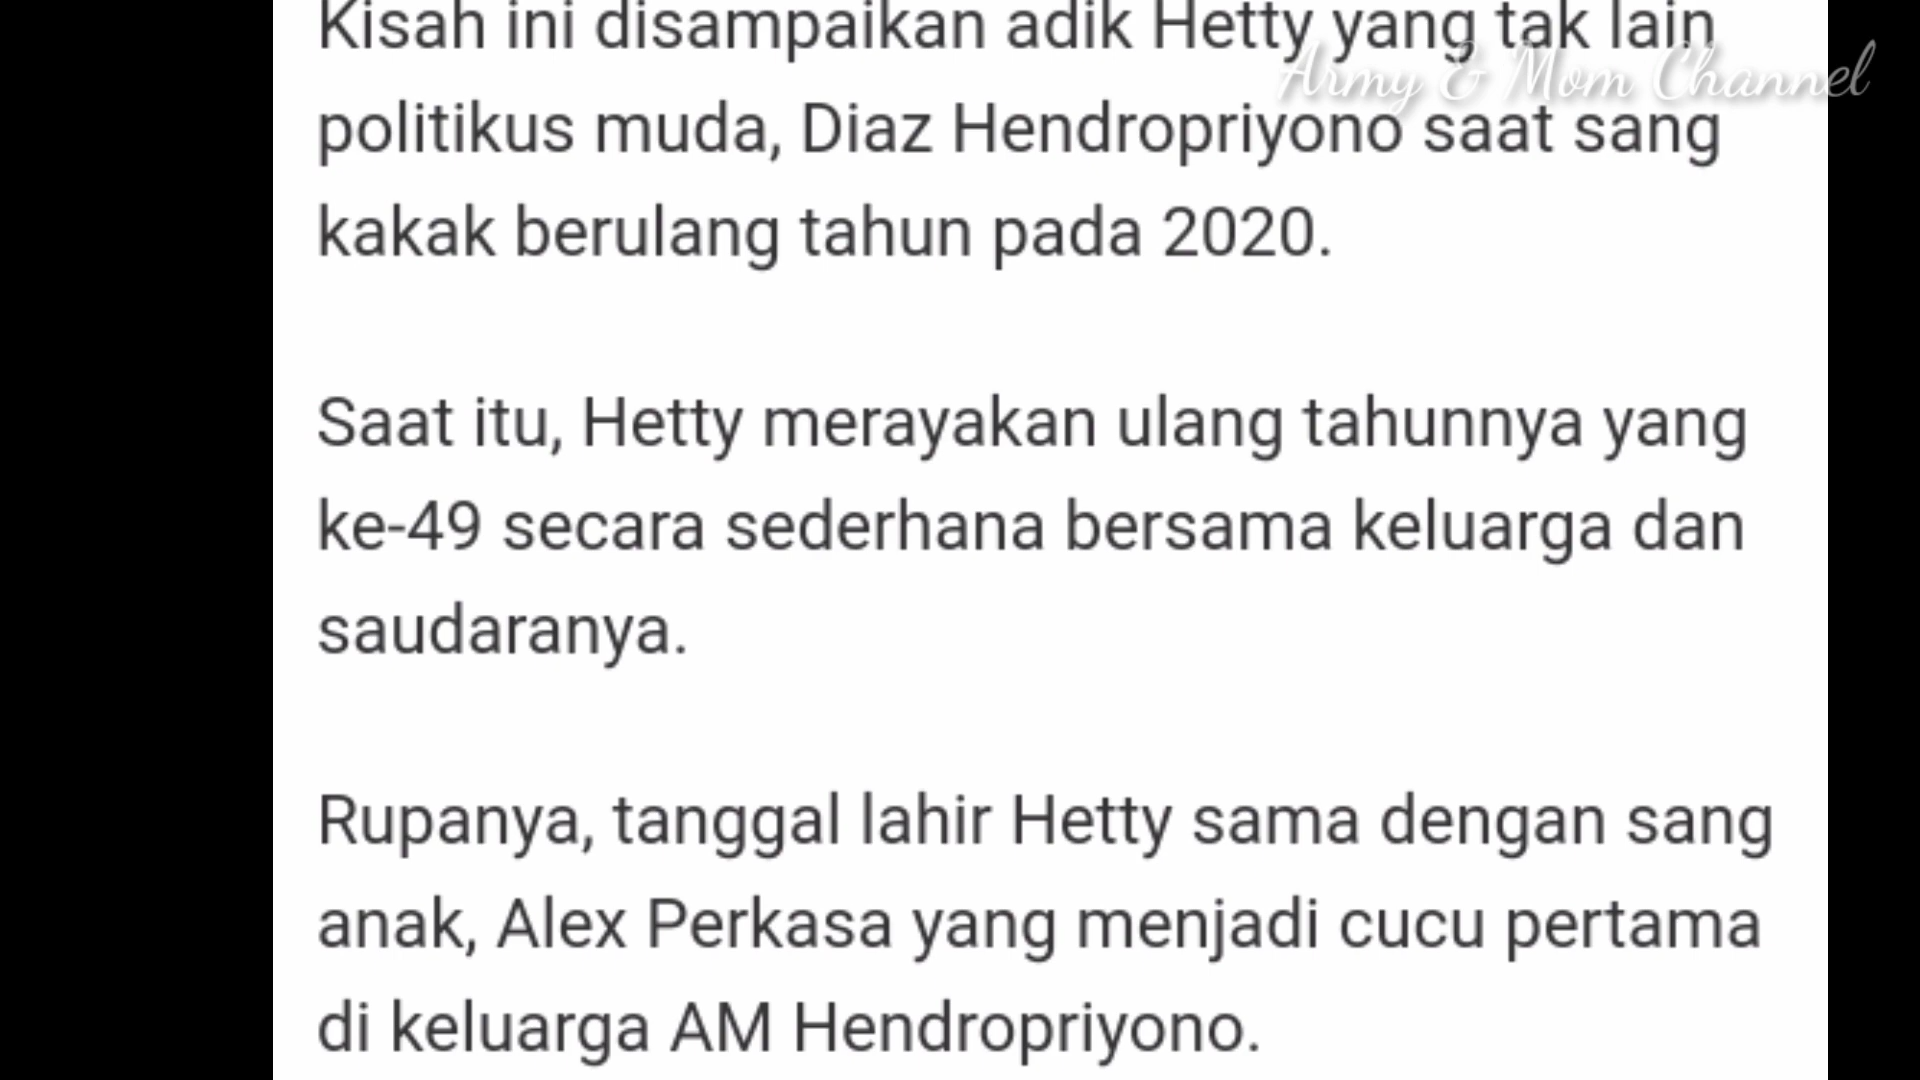 Kisah ini disampaikan adik Hetty yang tak lain
Army & Mom Channel
politikus muda, Diaz Hendropriyono saat sang
kakak berulang tahun pada 2020.
Saat itu, Hetty merayakan ulang tahunnya yang
ke-49 secara sederhana bersama keluarga dan
saudaranya.
Rupanya, tanggal lahir Hetty sama dengan sang
anak, Alex Perkasa yang menjadi cucu pertama
di keluarga AM Hendropriyono.